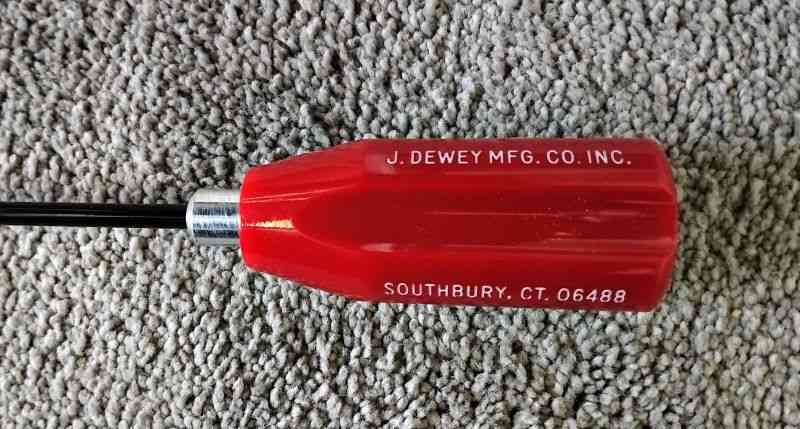 J. DEWEY MFG. CO. INC.
SOUTHBURY, CT. 06488